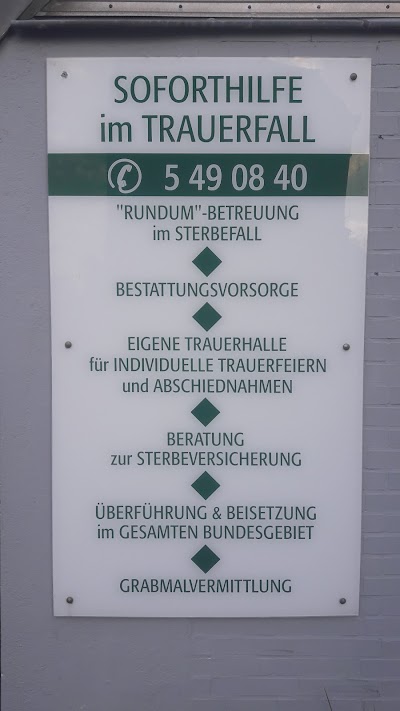 SOFORTHILFE
im TRAUERFALL
5 49 08 40
"RUNDUM"-BETREUUNG
im STERBEFALL
BESTATTUNGSVORSORGE
EIGENE TRAUERHALLE
für INDIVIDUELLE TRAUERFEIERN
und ABSCHIEDNAHMEN
BERATUNG
zur STERBEVERSICHERUNG
ÜBERFÜHRUNG & BEISETZUNG
im GESAMTEN BUNDESGEBIET
GRABMALVERMITTLUNG